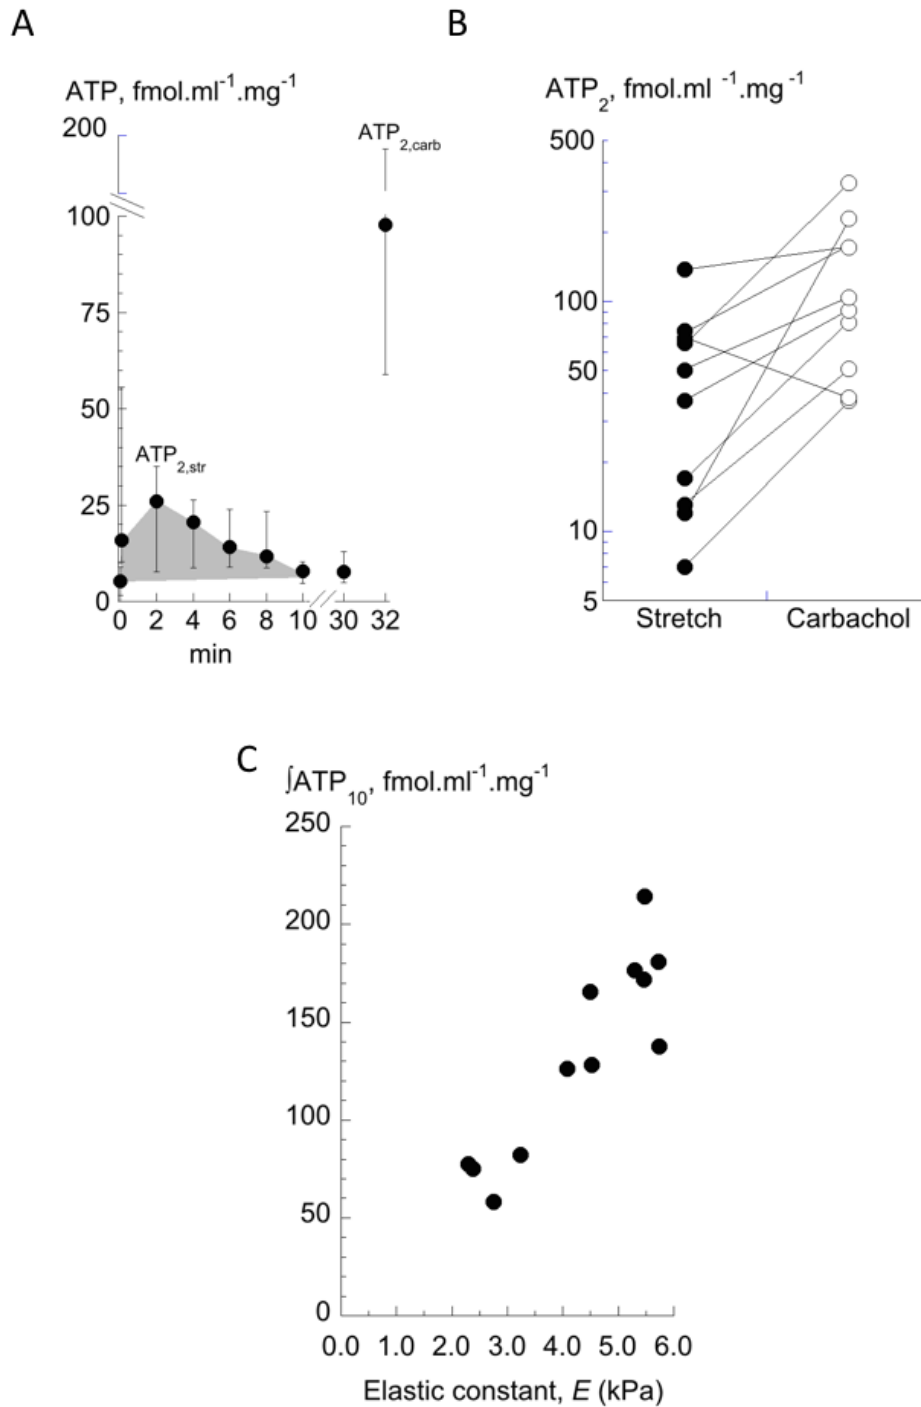 A
ATP, fmol.ml-1.mg-1
200
100
75
50
25
0
ATP2,str
ATP2,carb
0 2 4 6 8 10 30 32
min
B
ATP2, fmol.ml -1.mg -1
500
100
50
10
5
Stretch Carbachol
C
∫ATP10, fmol.ml-1.mg-1
250
200
150
100
50
0
0.0 1.0 2.0 3.0 4.0 5.0 6.0
Elastic constant, E (kPa)